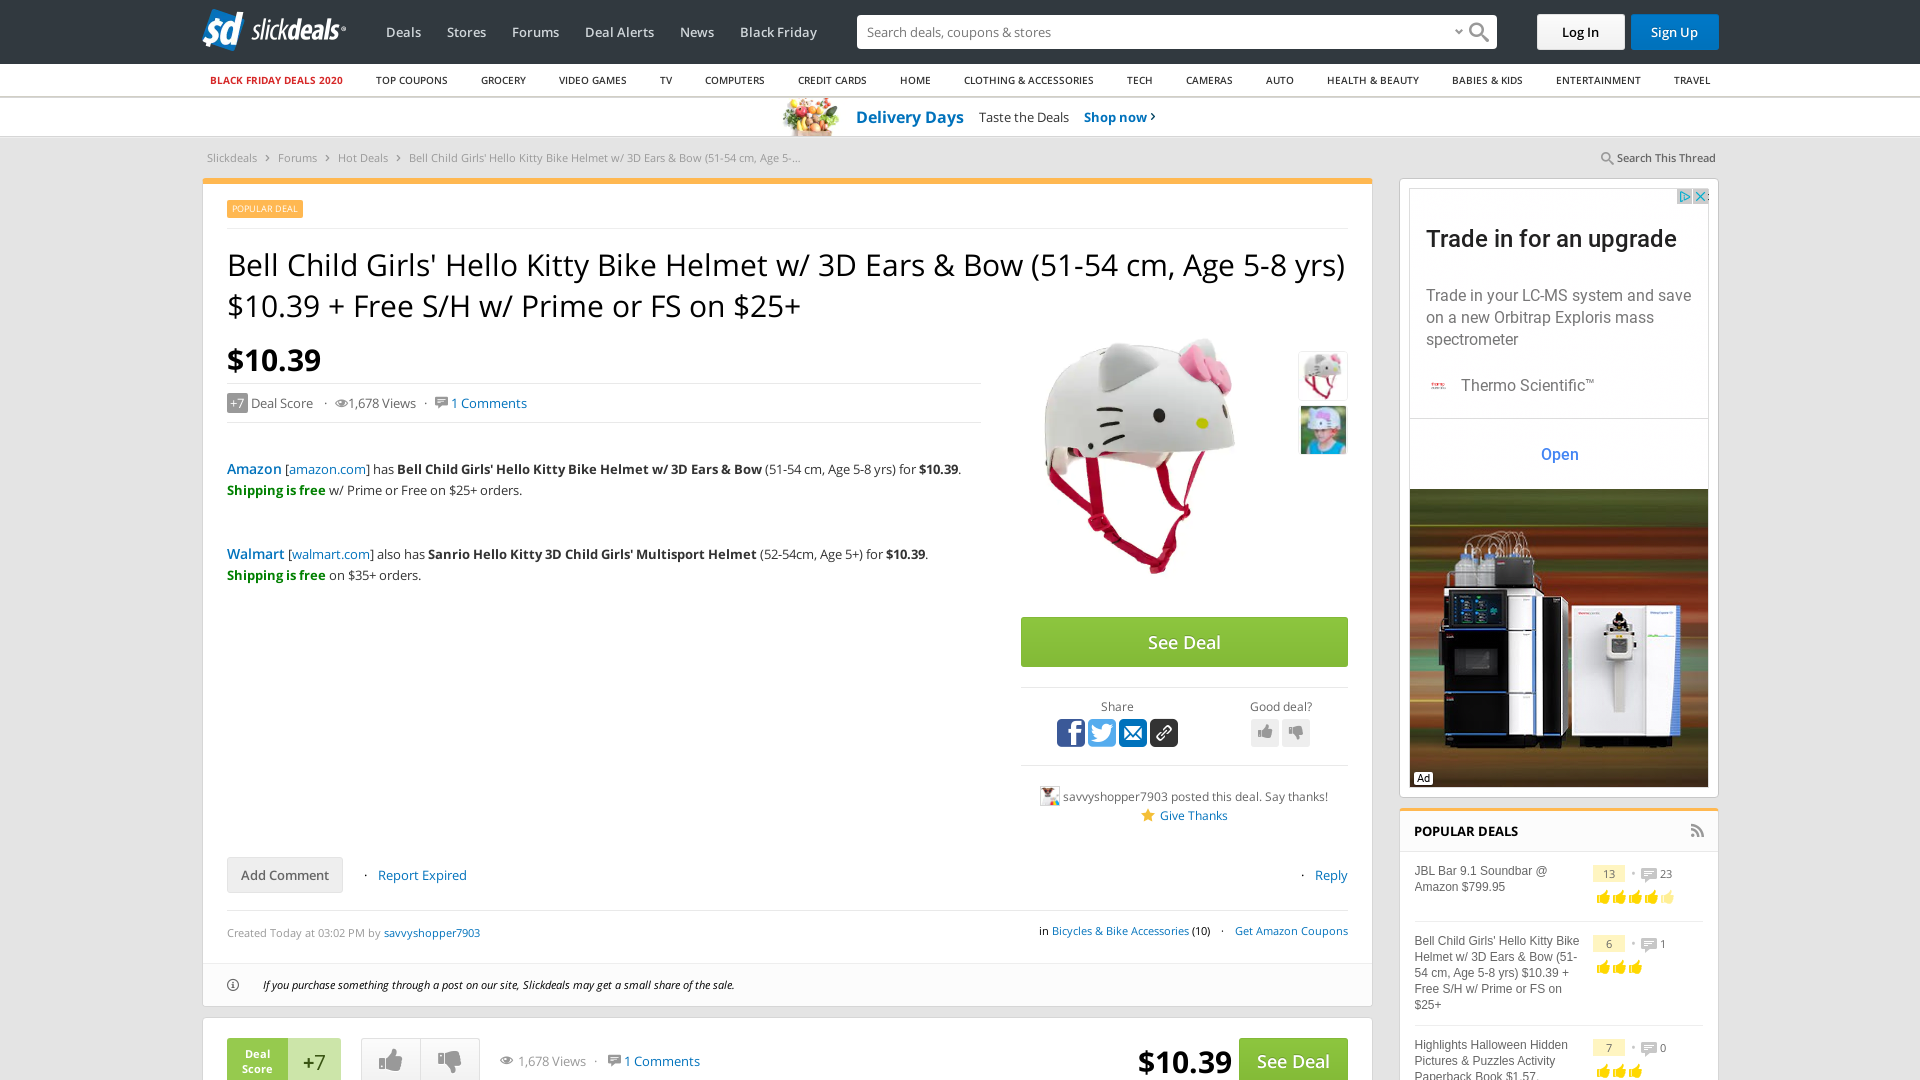 sd slickdeals
Deals Stores Forums Deal Alerts News Black Friday
Search deals, coupons & stores
Log In
Sign Up
BLACK FRIDAY DEALS 2020 TOP COUPONS GROCERY VIDEO GAMES TV COMPUTERS CREDIT CARDS HOME CLOTHING & ACCESSORIES TECH CAMERAS AUTO HEALTH & BEAUTY BABIES & KIDS ENTERTAINMENT TRAVEL
Delivery Days Taste the Deals Shop now ›
Slickdeals › Forums › Hot Deals › Bell Child Girls' Hello Kitty Bike Helmet w/ 3D Ears & Bow (51-54 cm, Age 5-...
Search This Thread
POPULAR DEAL
Bell Child Girls' Hello Kitty Bike Helmet w/ 3D Ears & Bow (51-54 cm, Age 5-8 yrs)
$10.39 + Free S/H w/ Prime or FS on $25+
$10.39
+7 Deal Score · 1,678 Views · 1 Comments
Amazon [amazon.com] has Bell Child Girls' Hello Kitty Bike Helmet w/ 3D Ears & Bow (51-54 cm, Age 5-8 yrs) for $10.39.
Shipping is free w/ Prime or Free on $25+ orders.
Walmart [walmart.com] also has Sanrio Hello Kitty 3D Child Girls' Multisport Helmet (52-54cm, Age 5+) for $10.39.
Shipping is free on $35+ orders.
See Deal
Share
Good deal?
savvyshopper7903 posted this deal. Say thanks!
Give Thanks
Add Comment · Report Expired
· Reply
Created Today at 03:02 PM by savvyshopper7903
in Bicycles & Bike Accessories (10) · Get Amazon Coupons
If you purchase something through a post on our site, Slickdeals may get a small share of the sale.
Deal
Score
+7
1,678 Views · 1 Comments
$10.39
See Deal
Trade in for an upgrade
Trade in your LC-MS system and save
on a new Orbitrap Exploris mass
spectrometer
Thermo Scientific™
Open
Ad
POPULAR DEALS
JBL Bar 9.1 Soundbar @
Amazon $799.95
13 • 23
Bell Child Girls' Hello Kitty Bike
Helmet w/ 3D Ears & Bow (51-
54 cm, Age 5-8 yrs) $10.39 +
Free S/H w/ Prime or FS on
$25+
6 • 1
Highlights Halloween Hidden
Pictures & Puzzles Activity
Paperback Book $1.57,
7 • 0